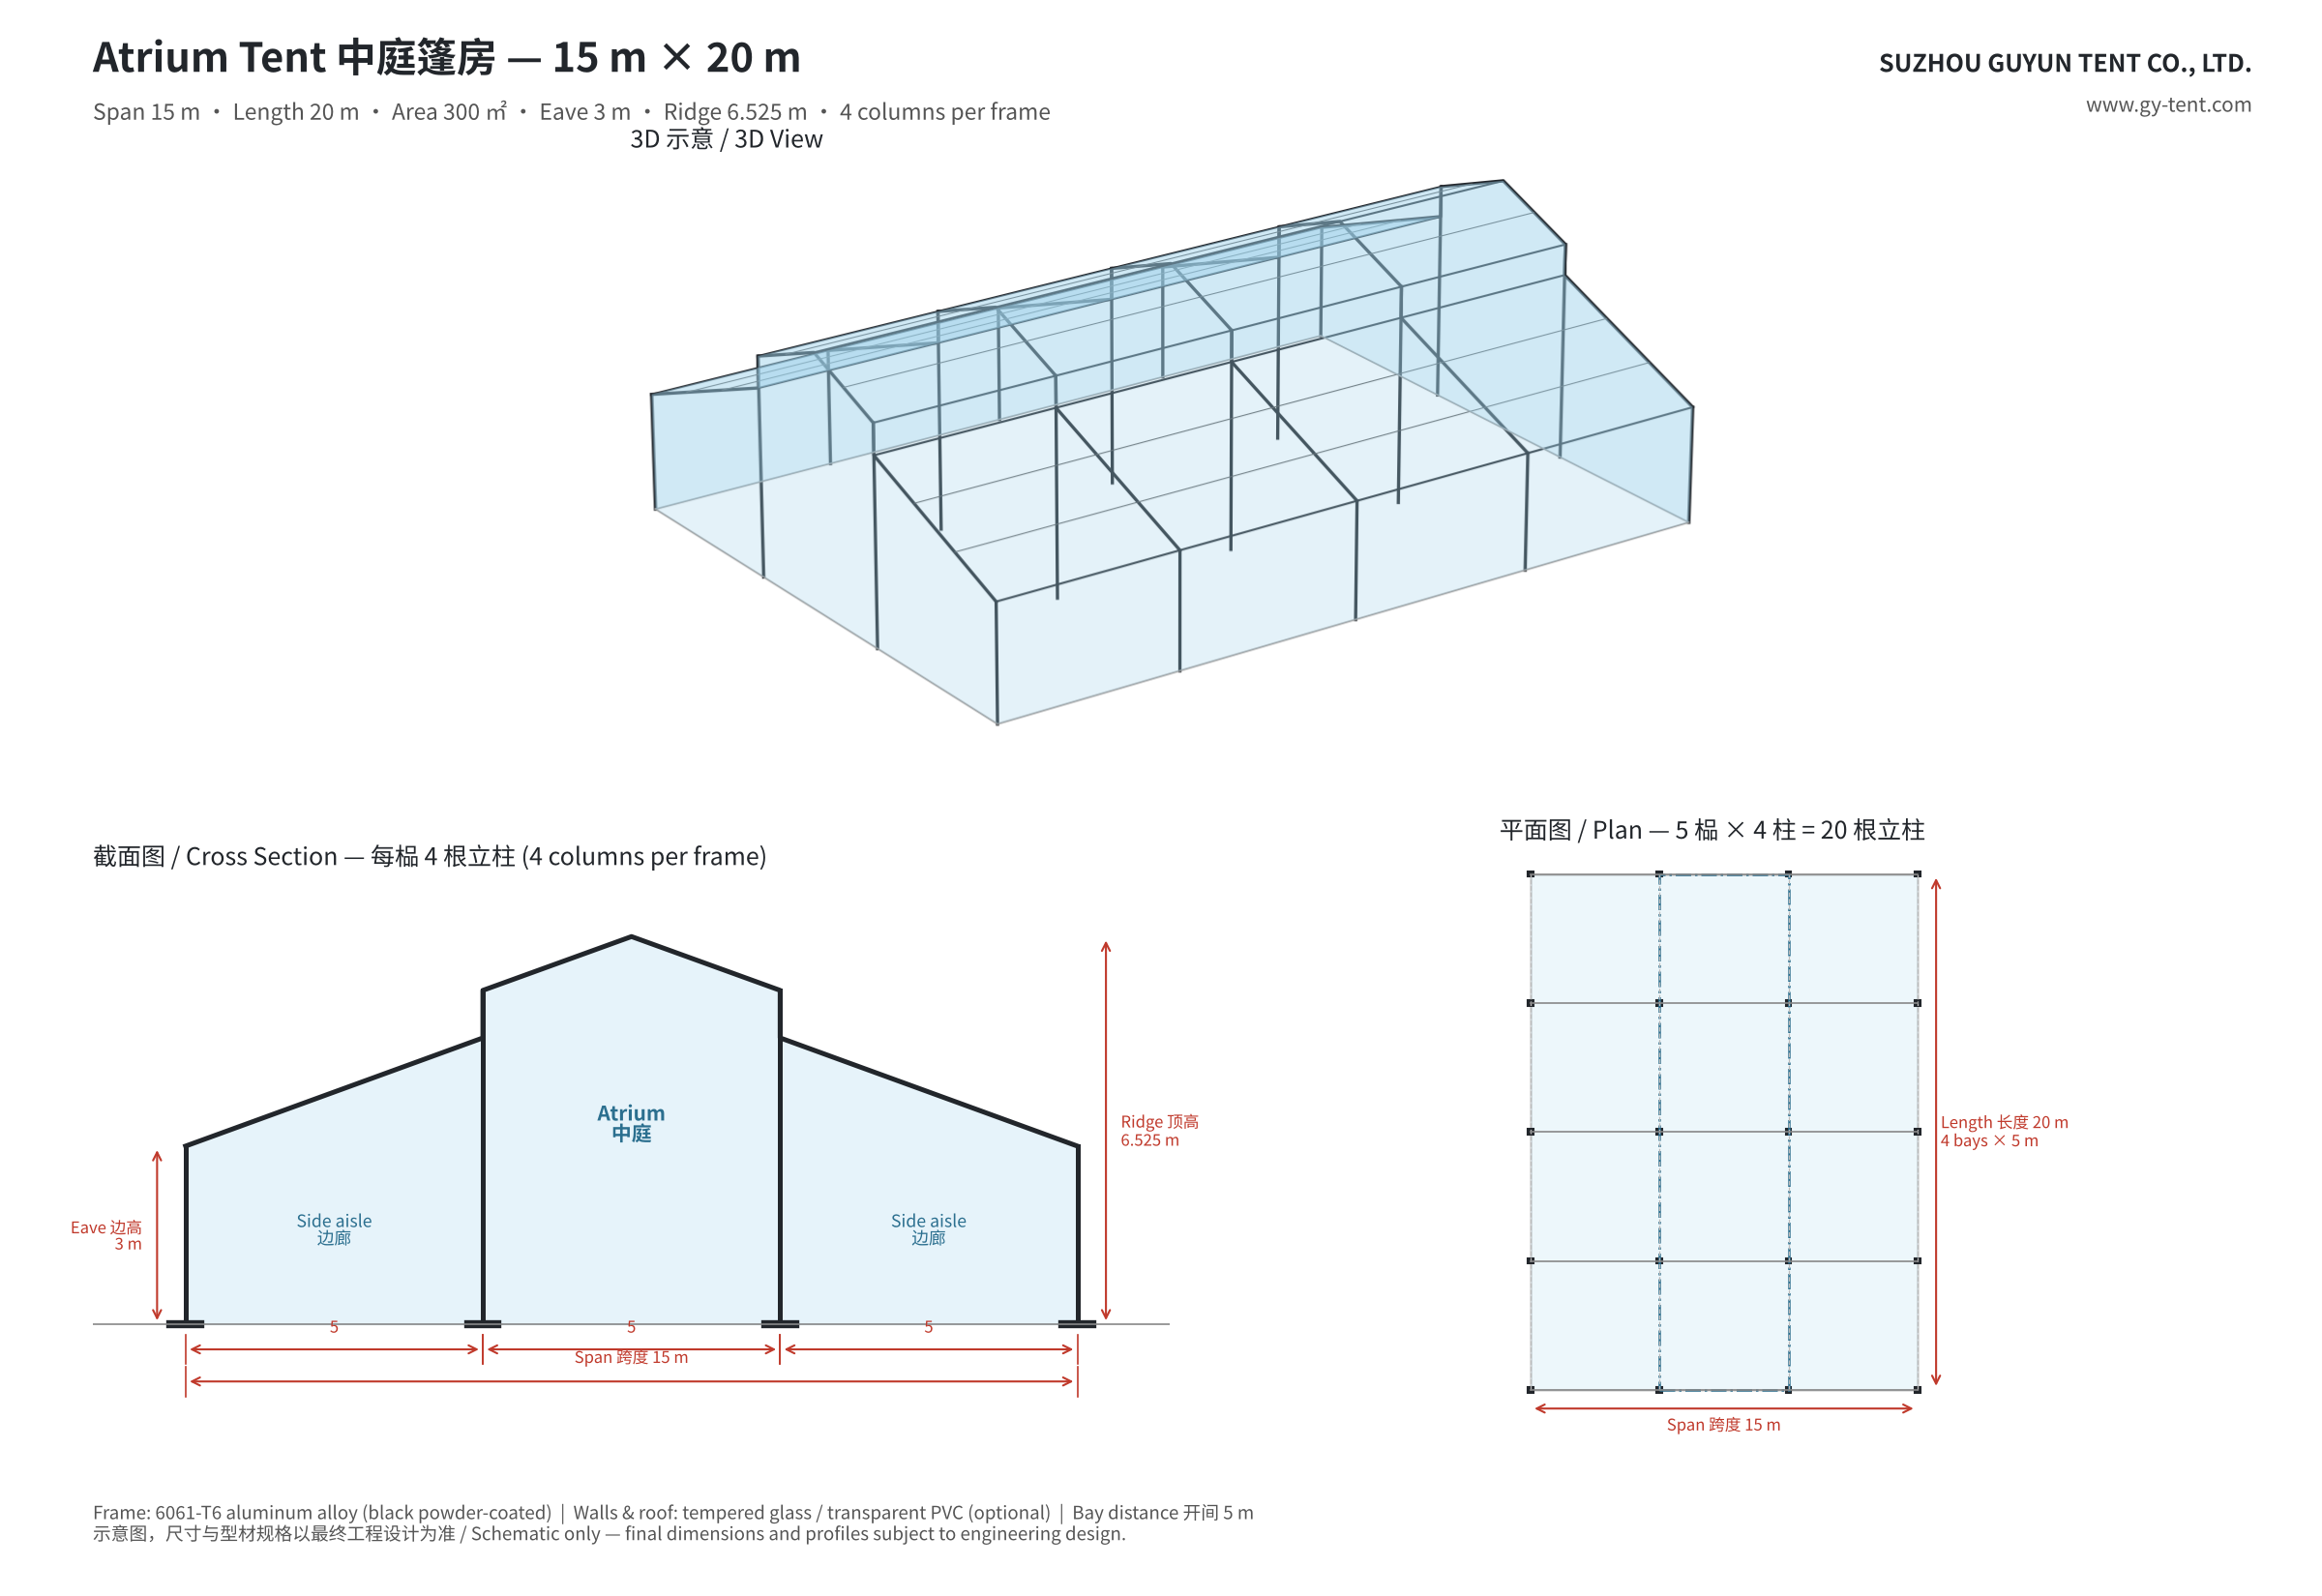 Atrium Tent 中庭篷房 — 15 m × 20 m
SUZHOU GUYUN TENT CO., LTD.
Span 15 m · Length 20 m · Area 300 ㎡ · Eave 3 m · Ridge 6.525 m · 4 columns per frame
www.gy-tent.com
3D 示意 / 3D View
截面图 / Cross Section — 每榀 4 根立柱 (4 columns per frame)
Atrium
中庭
Side aisle
边廊
Side aisle
边廊
Eave 边高
3 m
Ridge 顶高
6.525 m
5
5
5
Span 跨度 15 m
平面图 / Plan — 5 榀 × 4 柱 = 20 根立柱
Length 长度 20 m
4 bays × 5 m
Span 跨度 15 m
Frame: 6061-T6 aluminum alloy (black powder-coated) | Walls & roof: tempered glass / transparent PVC (optional) | Bay distance 开间 5 m
示意图，尺寸与型材规格以最终工程设计为准 / Schematic only — final dimensions and profiles subject to engineering design.